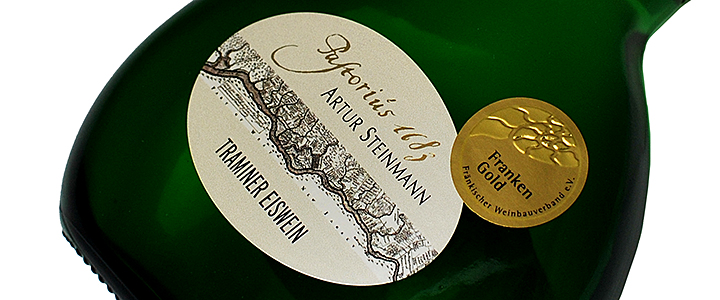 Pastorius 1683
ARTUR STEINMANN
TRAMINER EISWEIN
Franken
Gold
Fränkischer Weinbauverband e.V.